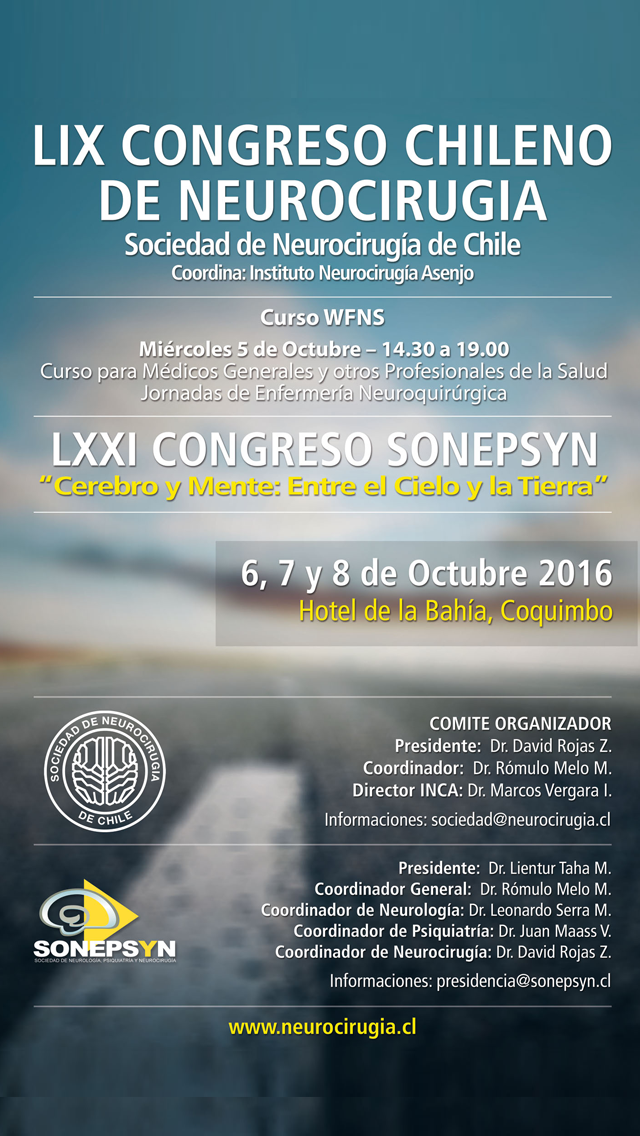 LIX CONGRESO CHILENO
DE NEUROCIRUGIA
Sociedad de Neurocirugía de Chile
Coordina: Instituto Neurocirugía Asenjo
Curso WFNS
Miércoles 5 de Octubre – 14.30 a 19.00
Curso para Médicos Generales y otros Profesionales de la Salud
Jornadas de Enfermería Neuroquirúrgica
LXXI CONGRESO SONEPSYN
“Cerebro y Mente: Entre el Cielo y la Tierra”
6, 7 y 8 de Octubre 2016
Hotel de la Bahía, Coquimbo
SOCIEDAD DE NEUROCIRUGIA
DE CHILE
COMITE ORGANIZADOR
Presidente: Dr. David Rojas Z.
Coordinador: Dr. Rómulo Melo M.
Director INCA: Dr. Marcos Vergara I.
Informaciones: sociedad@neurocirugia.cl
SONEPSYN
SOCIEDAD DE NEUROLOGIA, PSIQUIATRIA Y NEUROCIRUGIA
Presidente: Dr. Lientur Taha M.
Coordinador General: Dr. Rómulo Melo M.
Coordinador de Neurología: Dr. Leonardo Serra M.
Coordinador de Psiquiatría: Dr. Juan Maass V.
Coordinador de Neurocirugía: Dr. David Rojas Z.
Informaciones: presidencia@sonepsyn.cl
www.neurocirugia.cl